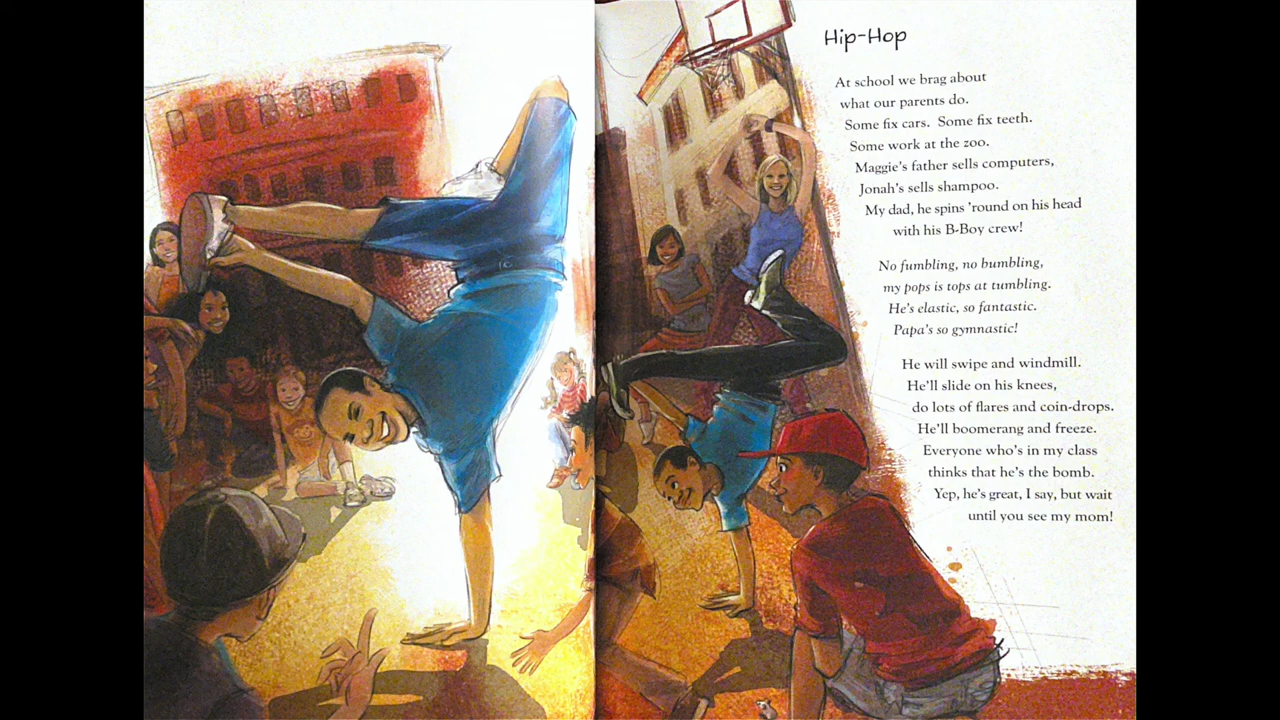 Hip-Hop
At school we brag about
what our parents do.
Some fix cars. Some fix teeth.
Some work at the zoo.
Maggie's father sells computers,
Jonah's sells shampoo.
My dad, he spins 'round on his head
with his B-Boy crew!
No fumbling, no bumbling,
my pops is tops at tumbling.
He's elastic, so fantastic.
Papa's so gymnastic!
He will swipe and windmill.
He'll slide on his knees,
do lots of flares and coin-drops.
He'll boomerang and freeze.
Everyone who's in my class
thinks that he's the bomb.
Yep, he's great, I say, but wait
until you see my mom!